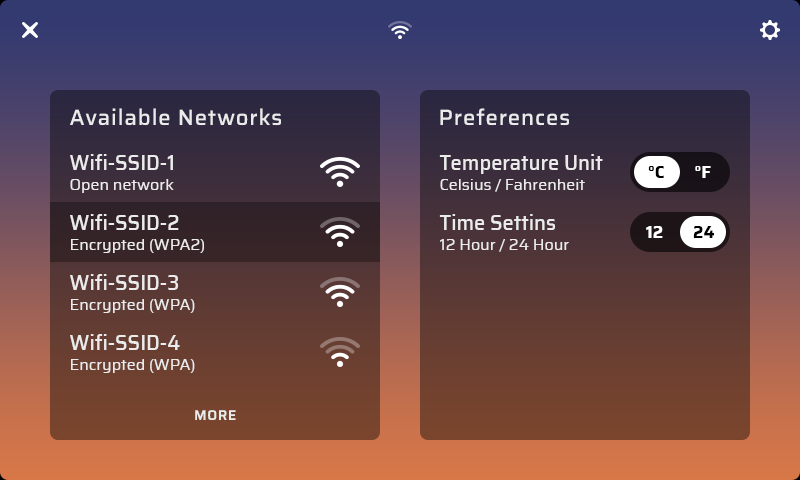 Available Networks
Wifi-SSID-1
Open network
Wifi-SSID-2
Encrypted (WPA2)
Wifi-SSID-3
Encrypted (WPA)
Wifi-SSID-4
Encrypted (WPA)
MORE
Preferences
Temperature Unit
Celsius / Fahrenheit
°C °F
Time Settins
12 Hour / 24 Hour
12 24